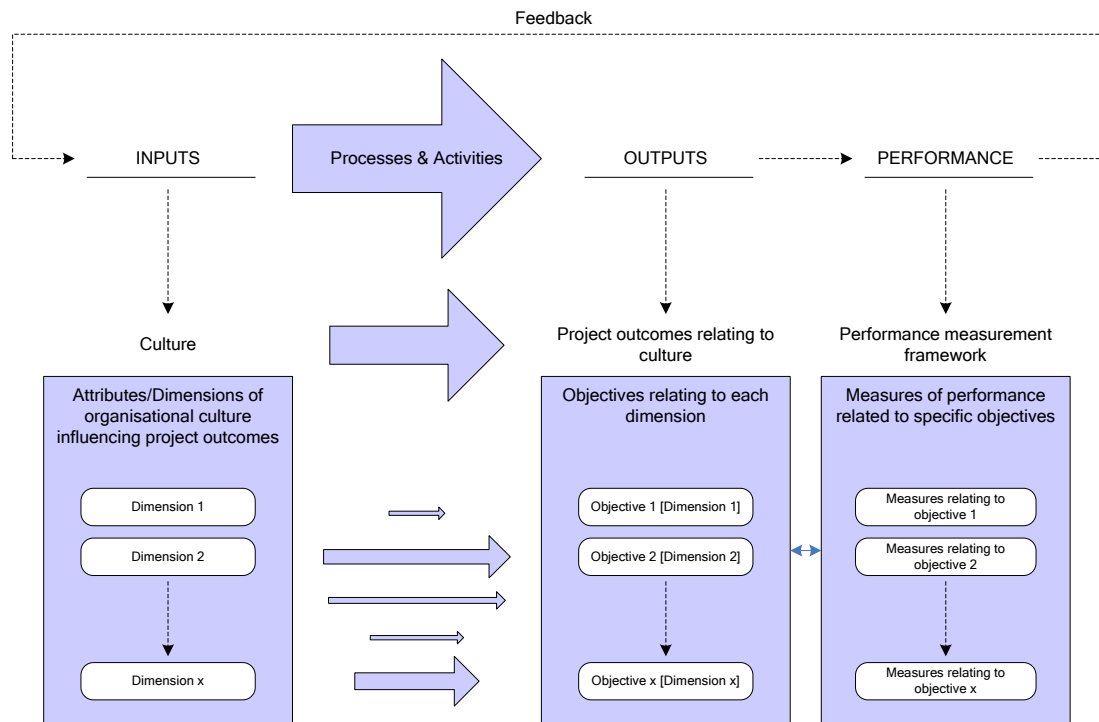 Feedback
INPUTS
Processes & Activities
OUTPUTS
PERFORMANCE
Culture
Project outcomes relating to
culture
Performance measurement
framework
Attributes/Dimensions of
organisational culture
influencing project outcomes
Dimension 1
Dimension 2
Dimension x
Objectives relating to each
dimension
Objective 1 [Dimension 1]
Objective 2 [Dimension 2]
Objective x [Dimension x]
Measures of performance
related to specific objectives
Measures relating to
objective 1
Measures relating to
objective 2
Measures relating to
objective x